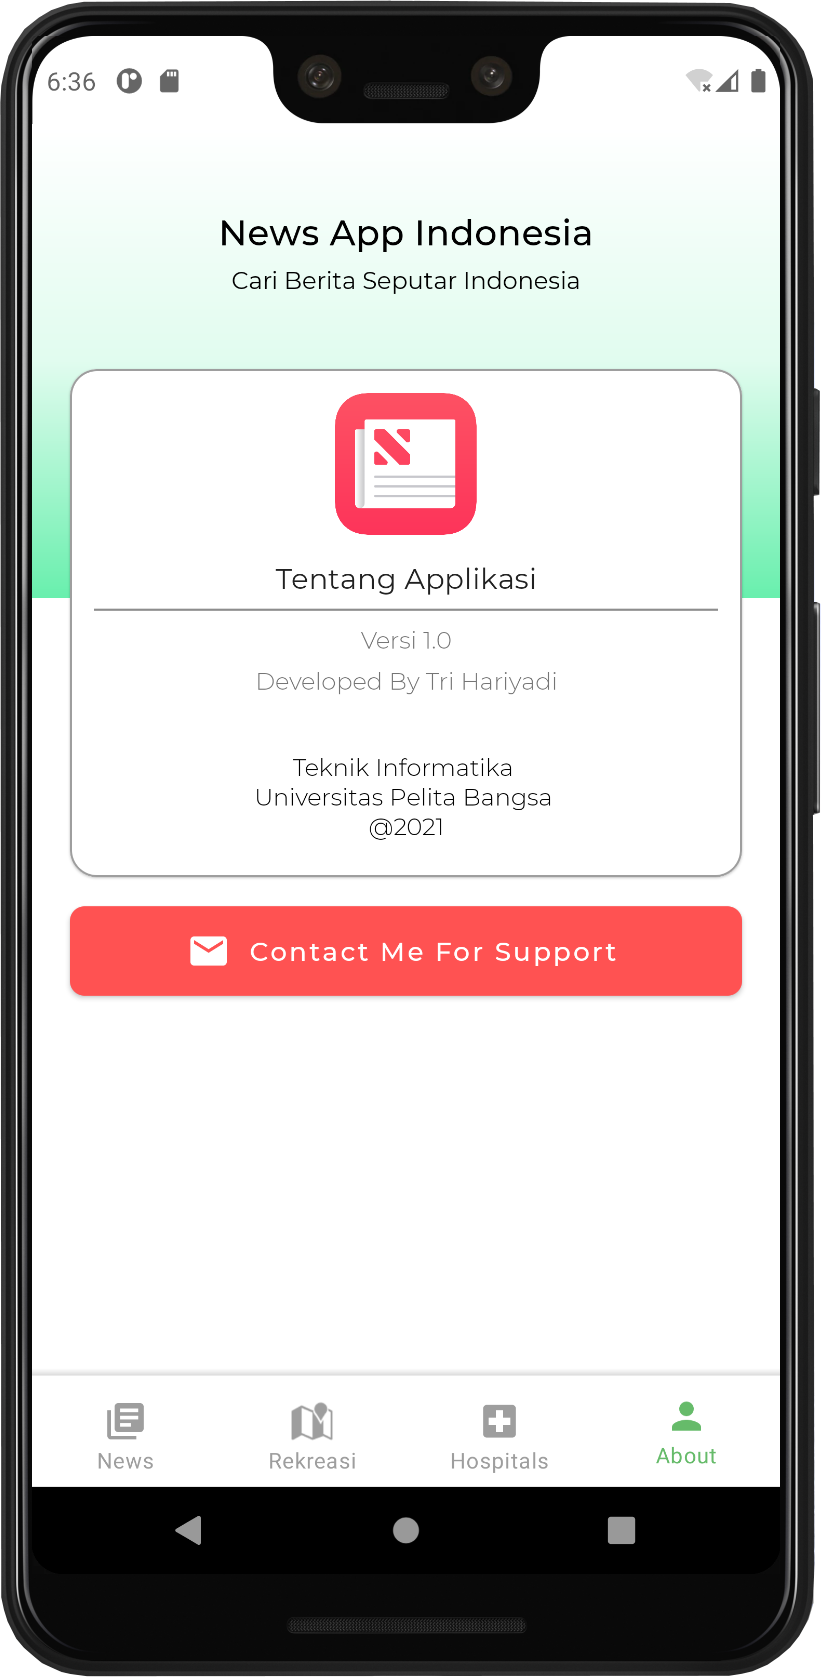 6:36
News App Indonesia
Cari Berita Seputar Indonesia
Tentang Applikasi
Versi 1.0
Developed By Tri Hariyadi
Teknik Informatika
Universitas Pelita Bangsa
@2021
Contact Me For Support
News
Rekreasi
Hospitals
About